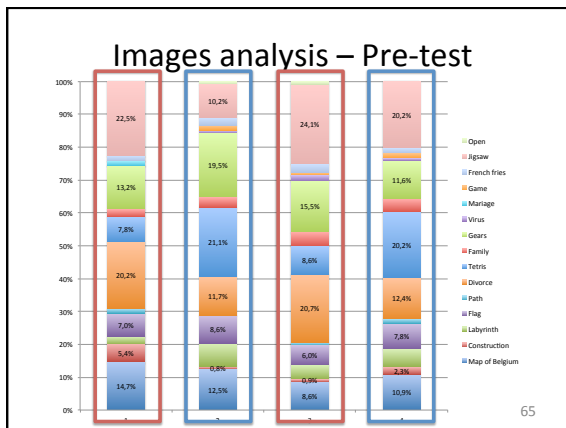 Images analysis – Pre-test
100%
90%
80%
70%
60%
50%
40%
30%
20%
10%
0%
22,5%
13,2%
7,8%
20,2%
7,0%
5,4%
14,7%
10,2%
19,5%
21,1%
11,7%
8,6%
0,8%
12,5%
24,1%
15,5%
8,6%
20,7%
6,0%
0,9%
8,6%
20,2%
11,6%
20,2%
12,4%
7,8%
2,3%
10,9%
Open
Jigsaw
French fries
Game
Mariage
Virus
Gears
Family
Tetris
Divorce
Path
Flag
Labyrinth
Construction
Map of Belgium
65